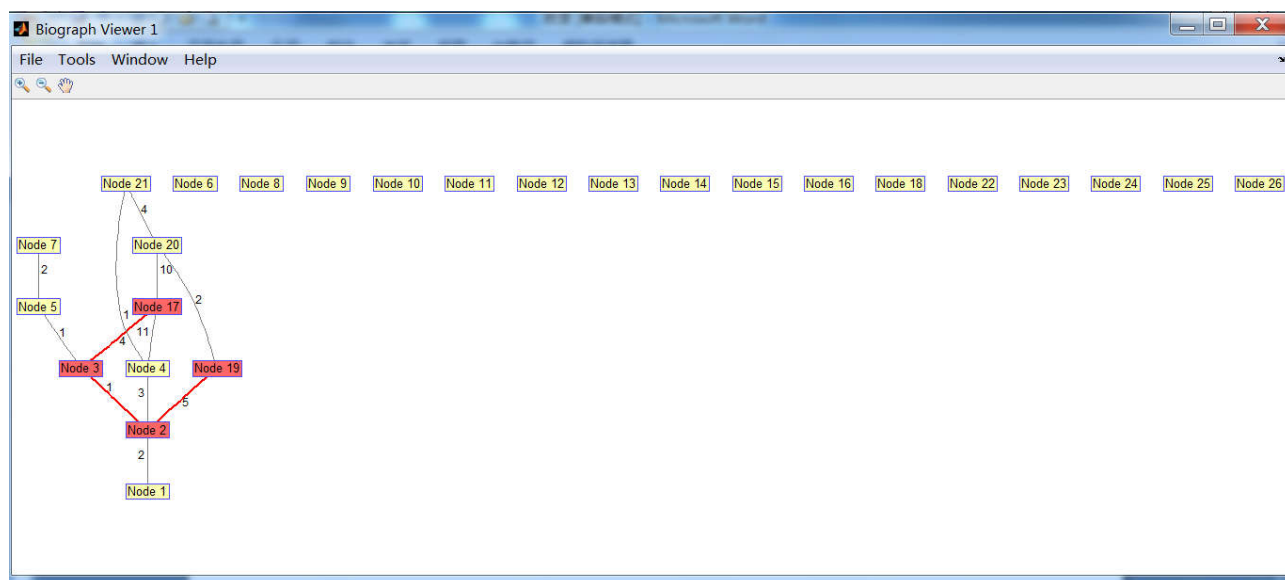 Biograph Viewer 1
File Tools Window Help
Node 21 Node 6 Node 8 Node 9 Node 10 Node 11 Node 12 Node 13 Node 14 Node 15 Node 16 Node 18 Node 22 Node 23 Node 24 Node 25 Node 26
4
Node 7 Node 20
2 10
2
Node 5 Node 17
1
1 11
4
Node 3 Node 4 Node 19
1 3 5
Node 2
2
Node 1